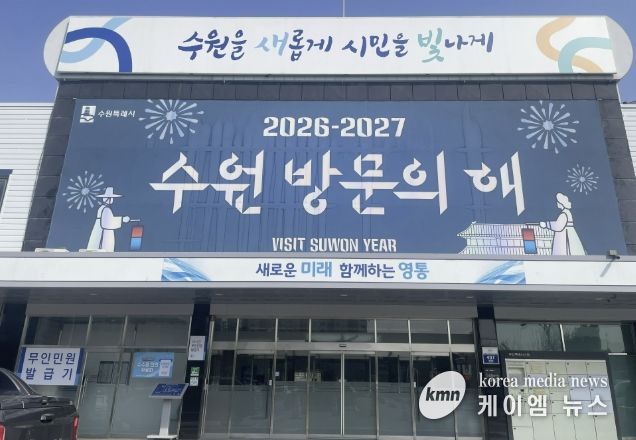 수원을 새롭게 시민을 빛나게
수원특례시
2026-2027
수원 방문의 해
VISIT SUWON YEAR
새로운 미래 함께하는 영통
무인민원
발급기
kmn
korea media news
케이엠 뉴스